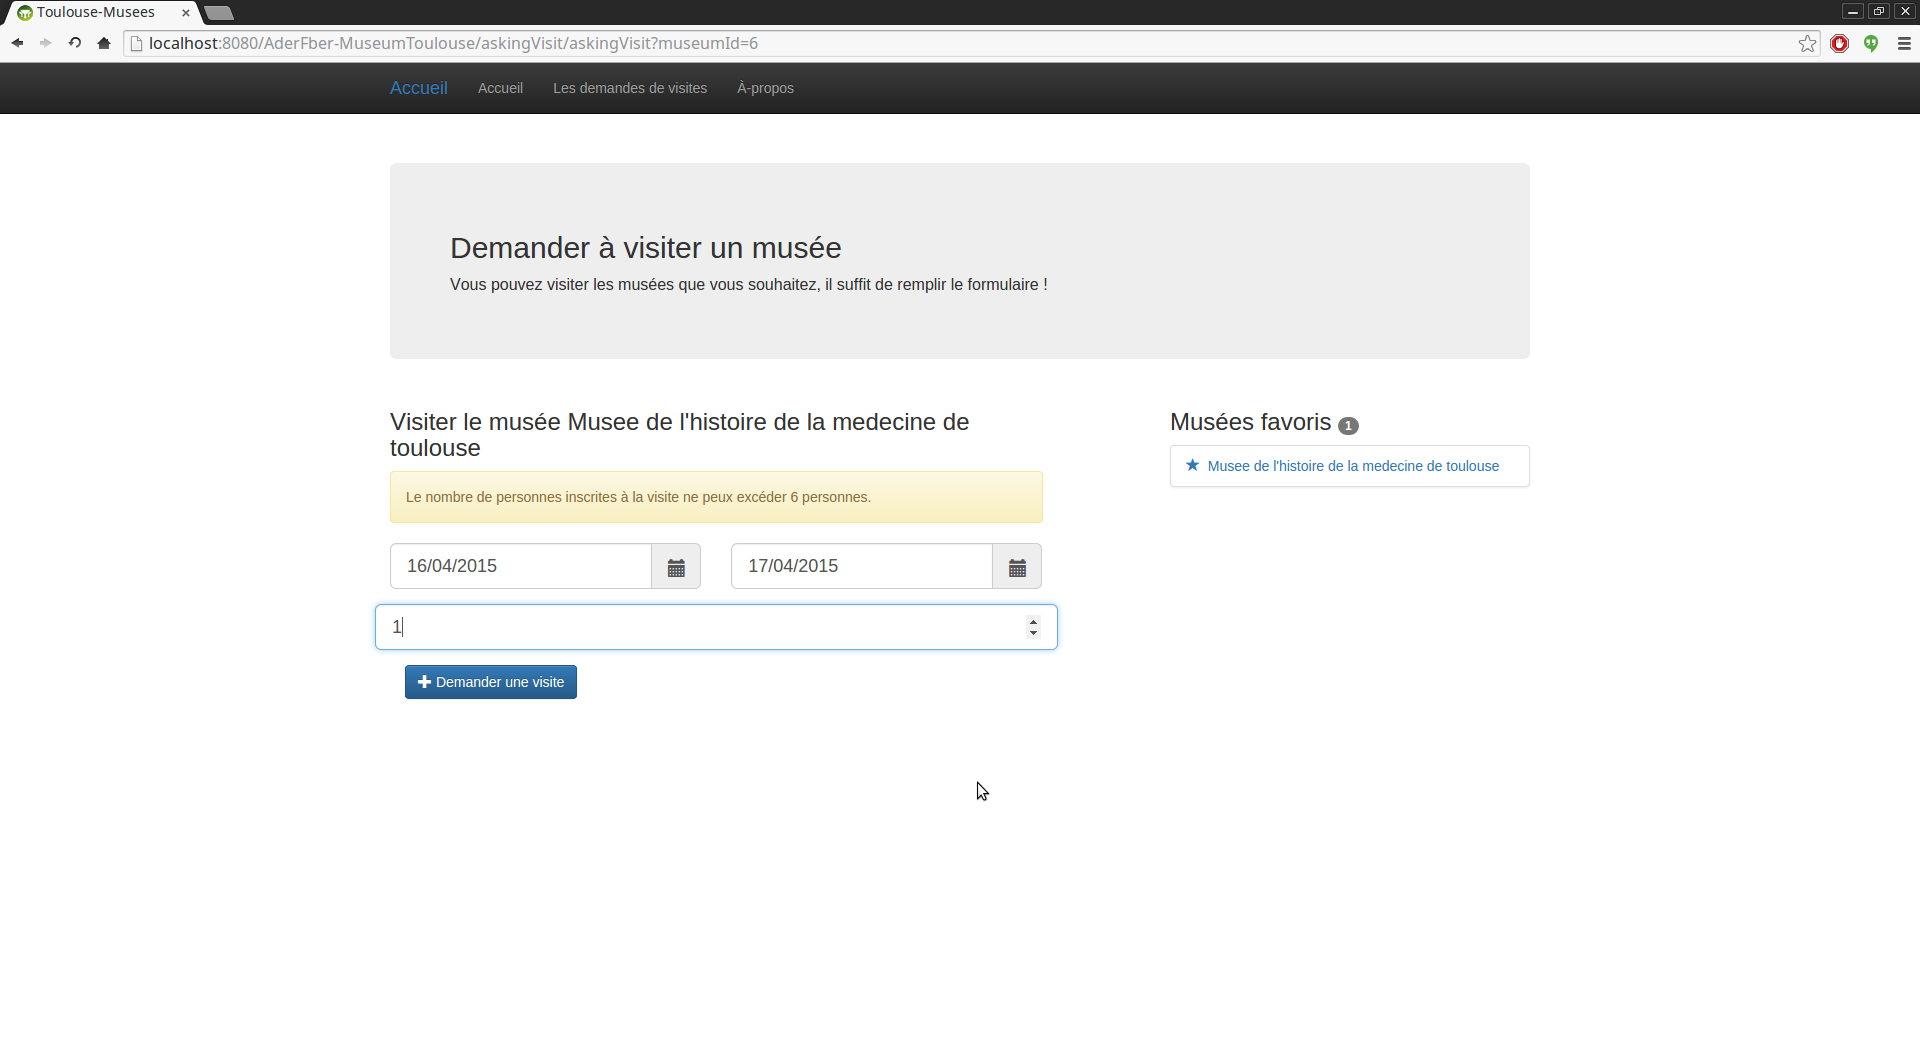 Toulouse-Musees
localhost:8080/AderFber-MuseumToulouse/askingVisit/askingVisit?museumId=6
Accueil Accueil Les demandes de visites À-propos
Demander à visiter un musée
Vous pouvez visiter les musées que vous souhaitez, il suffit de remplir le formulaire !
Visiter le musée Musee de l'histoire de la medecine de
toulouse
Le nombre de personnes inscrites à la visite ne peux excéder 6 personnes.
16/04/2015 17/04/2015
1
Demander une visite
Musées favoris 1
Musee de l'histoire de la medecine de toulouse